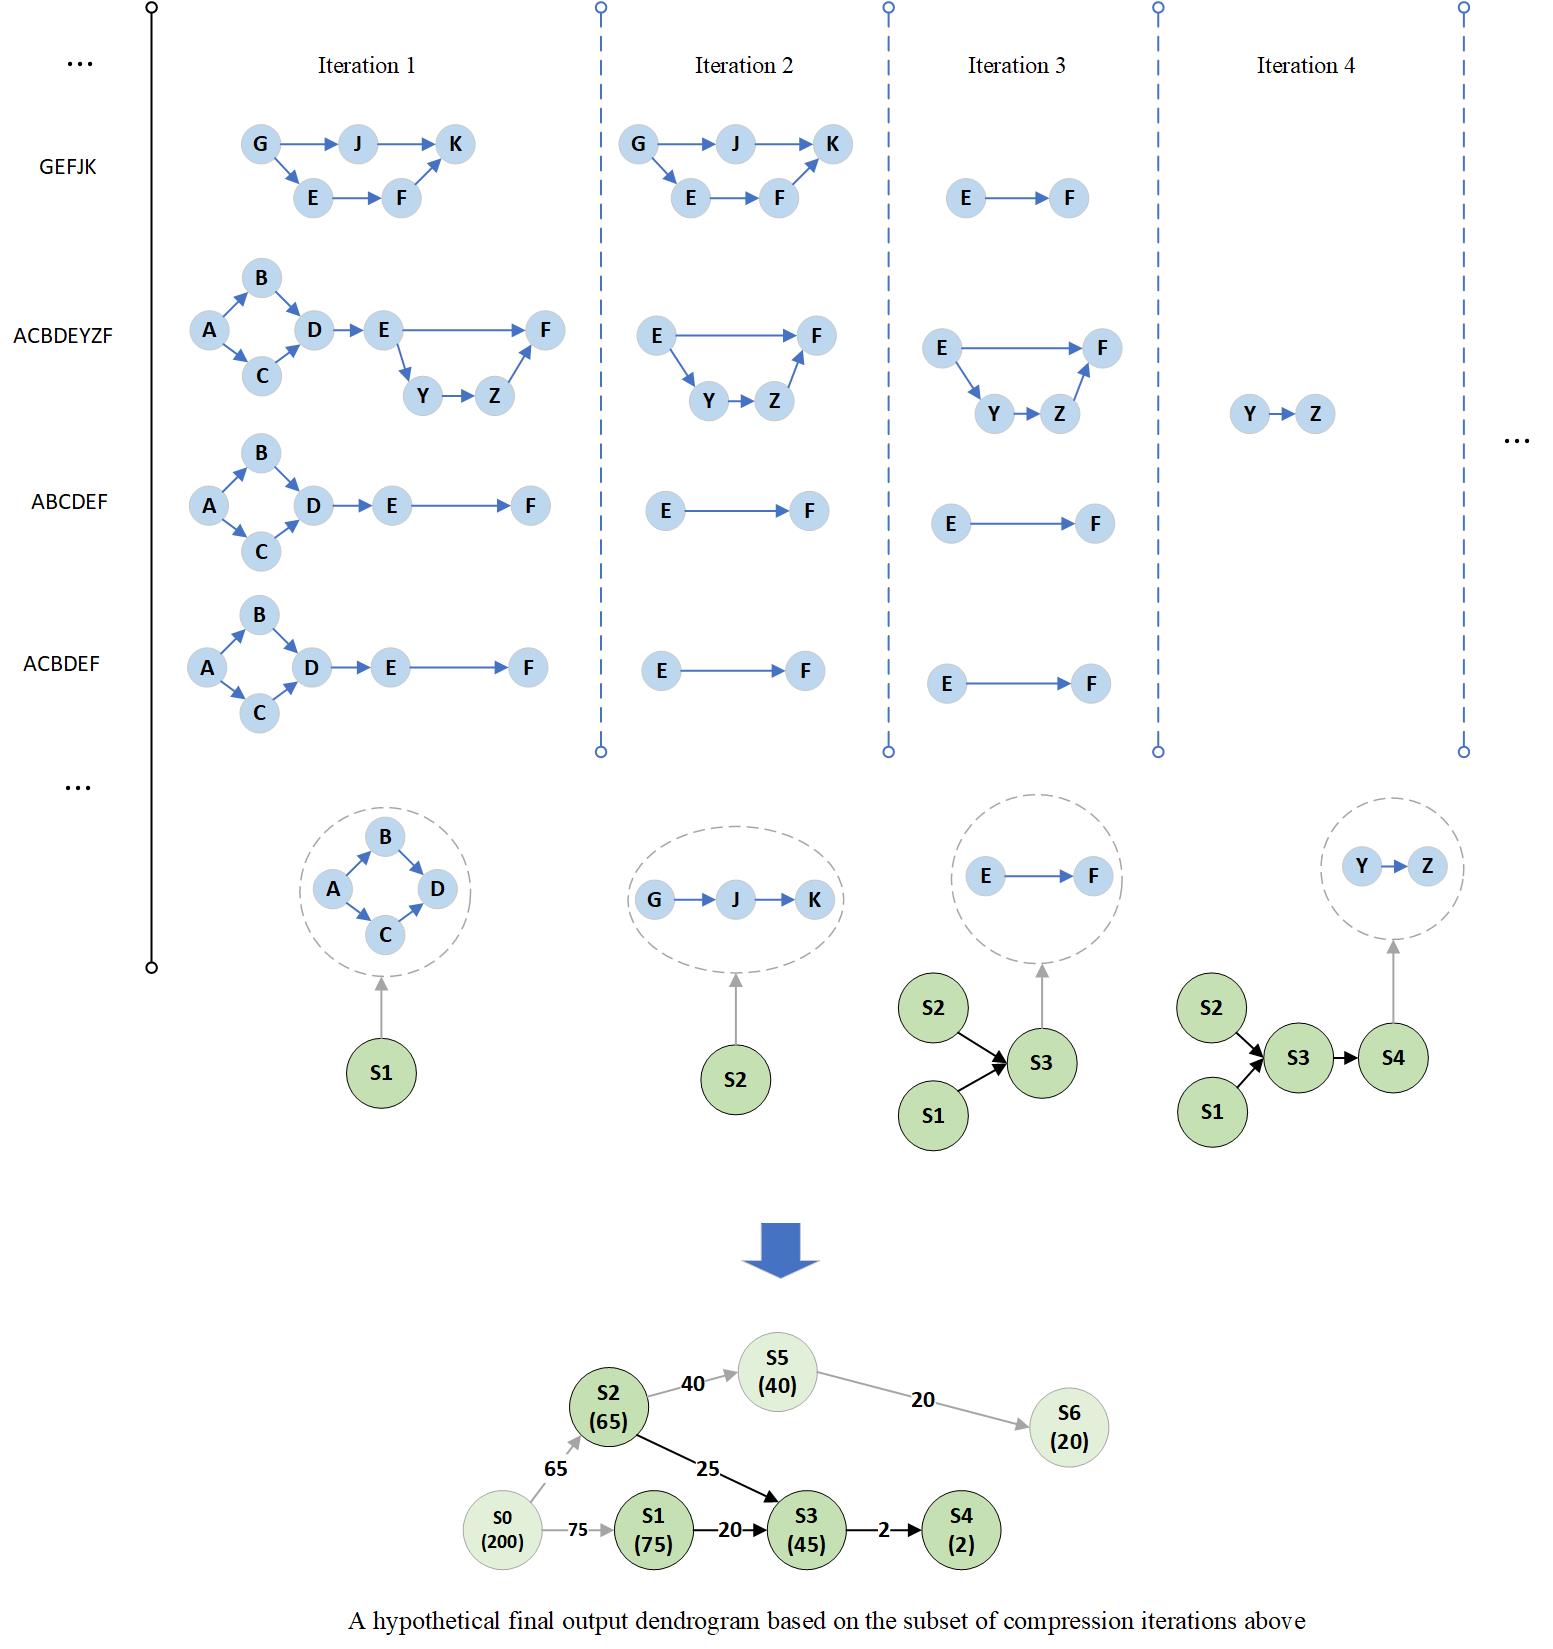 ...
Iteration 1
Iteration 2
Iteration 3
Iteration 4
GEFJK
G J K
E F
G J K
E F
E F
ACBDEYZF
B
A D E F
C Y Z
E F
Y Z
E F
Y Z
Y Z
...
ABCDEF
B
A D E F
C
E F
E F
ACBDEF
B
A D E F
C
E F
E F
...
B
A D
C
G J K
E F
Y Z
S1
S2
S2
S3
S1
S2
S3 S4
S1
S5
(40)
40
S2
(65)
20
S6
(20)
65
25
S0
(200)
75
S1
(75)
20
S3
(45)
2
S4
(2)
A hypothetical final output dendrogram based on the subset of compression iterations above